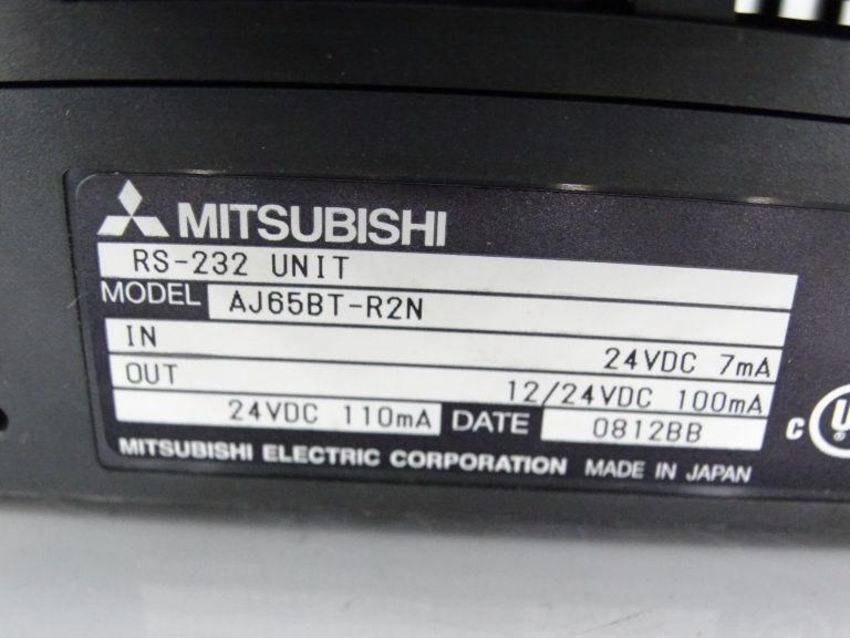 MITSUBISHI
RS-232 UNIT
MODEL AJ65BT-R2N
IN 24VDC 7mA
OUT 12/24VDC 100mA
24VDC 110mA DATE 0812BB
MITSUBISHI ELECTRIC CORPORATION MADE IN JAPAN
C U ®